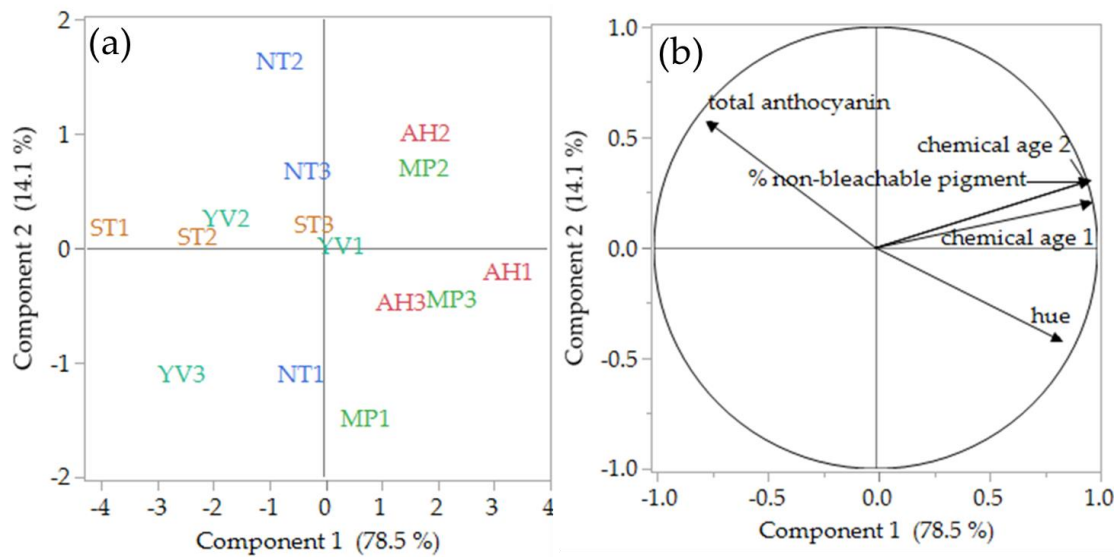 (a)
2
1
0
-1
-2
Component 2 (14.1 %)
NT2
AH2
MP2
NT3
ST1
ST2
YV2
ST3
YV1
AH1
AH3
MP3
YV3
NT1
MP1
-4 -3 -2 -1 0 1 2 3 4
Component 1 (78.5 %)
(b)
1.0
0.5
0.0
-0.5
-1.0
Component 2 (14.1 %)
total anthocyanin
chemical age 2
% non-bleachable pigment
chemical age 1
hue
-1.0 -0.5 0.0 0.5 1.0
Component 1 (78.5 %)